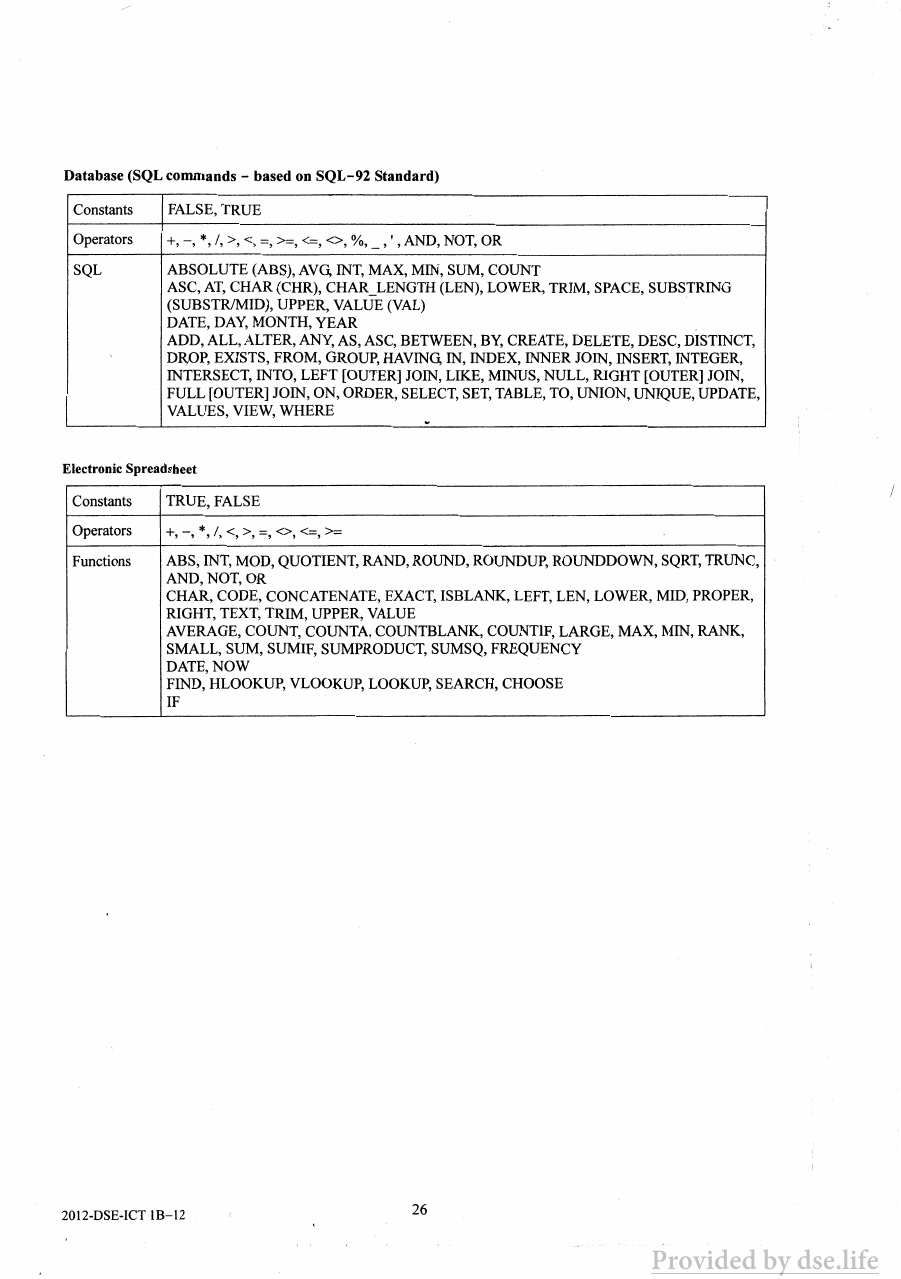 Database (SQL commands – based on SQL–92 Standard)
Constants FALSE, TRUE
Operators +, –, *, /, >, <, =, >=, <=, <>, %, _ , ' , AND, NOT, OR
SQL ABSOLUTE (ABS), AVG, INT, MAX, MIN, SUM, COUNT
ASC, AT, CHAR (CHR), CHAR_LENGTH (LEN), LOWER, TRIM, SPACE, SUBSTRING
(SUBSTR/MID), UPPER, VALUE (VAL)
DATE, DAY, MONTH, YEAR
ADD, ALL, ALTER, ANY, AS, ASC, BETWEEN, BY, CREATE, DELETE, DESC, DISTINCT,
DROP, EXISTS, FROM, GROUP, HAVING, IN, INDEX, INNER JOIN, INSERT, INTEGER,
INTERSECT, INTO, LEFT [OUTER] JOIN, LIKE, MINUS, NULL, RIGHT [OUTER] JOIN,
FULL [OUTER] JOIN, ON, ORDER, SELECT, SET, TABLE, TO, UNION, UNIQUE, UPDATE,
VALUES, VIEW, WHERE
Electronic Spreadsheet
Constants TRUE, FALSE
Operators +, –, *, /, <, >, =, <>, <=, >=
Functions ABS, INT, MOD, QUOTIENT, RAND, ROUND, ROUNDUP, ROUNDDOWN, SQRT, TRUNC,
AND, NOT, OR
CHAR, CODE, CONCATENATE, EXACT, ISBLANK, LEFT, LEN, LOWER, MID, PROPER,
RIGHT, TEXT, TRIM, UPPER, VALUE
AVERAGE, COUNT, COUNTA, COUNTBLANK, COUNTIF, LARGE, MAX, MIN, RANK,
SMALL, SUM, SUMIF, SUMPRODUCT, SUMSQ, FREQUENCY
DATE, NOW
FIND, HLOOKUP, VLOOKUP, LOOKUP, SEARCH, CHOOSE
IF
2012-DSE-ICT 1B–12 26
Provided by dse.life